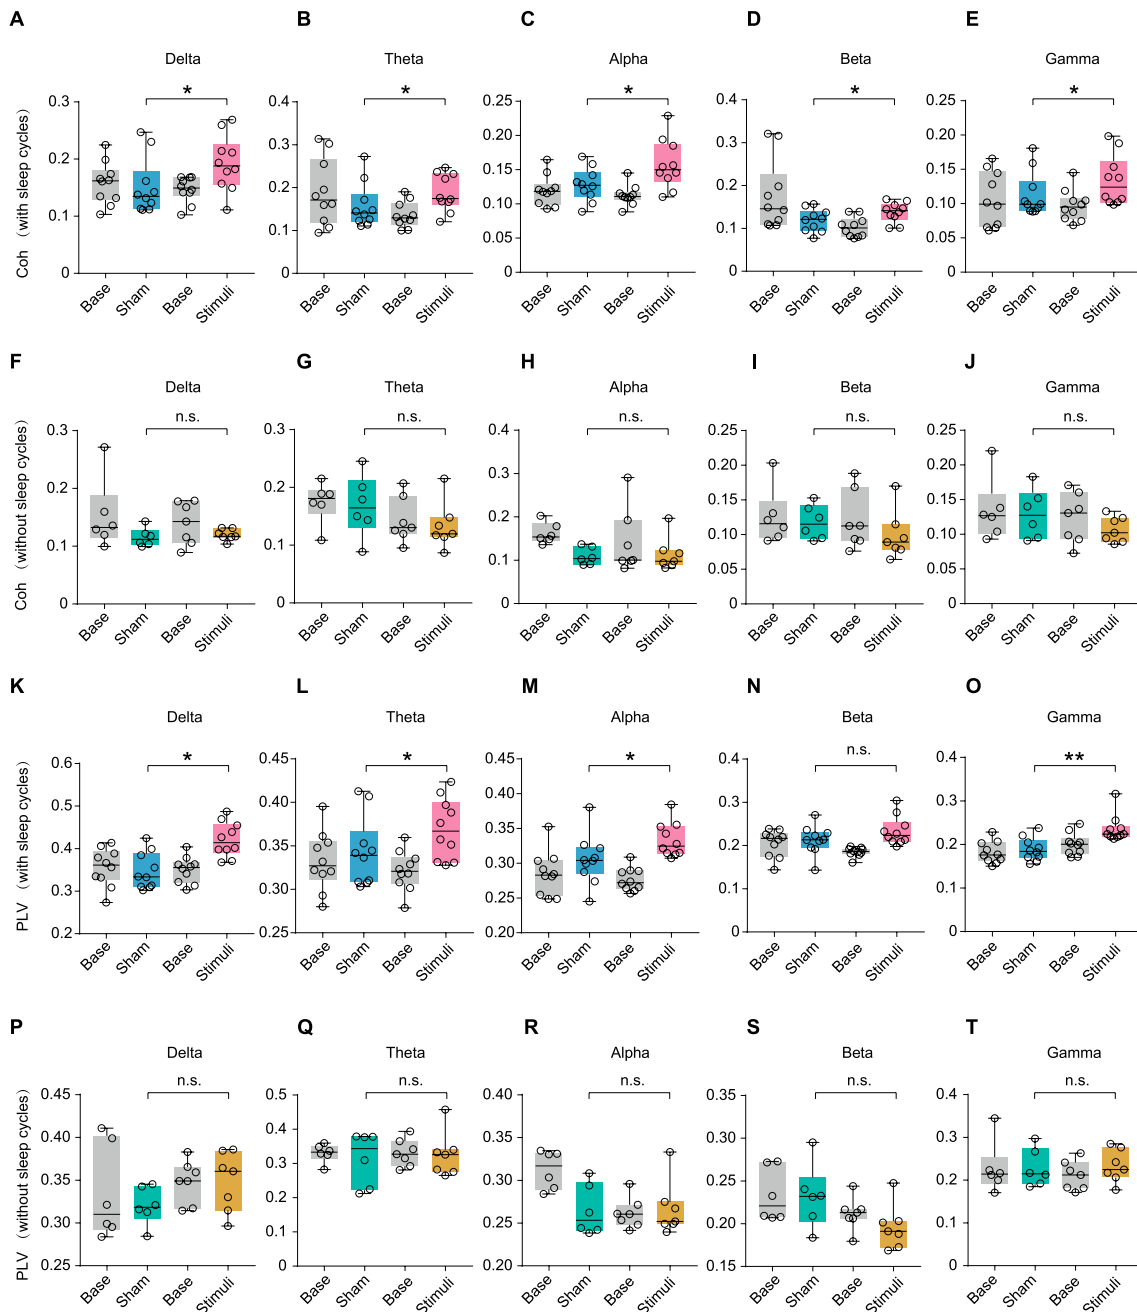 A B C D E
Delta Theta Alpha Beta Gamma
* * * * *
Coh (with sleep cycles)
0.3 0.2 0.1 0
0.4 0.3 0.2 0.1 0
0.25 0.20 0.15 0.10 0.05 0
0.4 0.3 0.2 0.1 0
0.25 0.20 0.15 0.10 0.05 0
Base Sham Base Stimuli Base Sham Base Stimuli Base Sham Base Stimuli Base Sham Base Stimuli Base Sham Base Stimuli
F G H I J
Delta Theta Alpha Beta Gamma
n.s. n.s. n.s. n.s. n.s.
Coh (without sleep cycles)
0.3 0.2 0.1 0
0.3 0.2 0.1 0
0.4 0.3 0.2 0.1 0
0.25 0.20 0.15 0.10 0.05 0
0.25 0.20 0.15 0.10 0.05 0
Base Sham Base Stimuli Base Sham Base Stimuli Base Sham Base Stimuli Base Sham Base Stimuli Base Sham Base Stimuli
K L M N O
Delta Theta Alpha Beta Gamma
* * * n.s. **
PLV (with sleep cycles)
0.6 0.5 0.4 0.3 0.2
0.45 0.40 0.35 0.30 0.25
0.45 0.40 0.35 0.30 0.25 0.20
0.4 0.3 0.2 0.1 0
0.4 0.3 0.2 0.1 0
Base Sham Base Stimuli Base Sham Base Stimuli Base Sham Base Stimuli Base Sham Base Stimuli Base Sham Base Stimuli
P Q R S T
Delta Theta Alpha Beta Gamma
n.s. n.s. n.s. n.s. n.s.
PLV (without sleep cycles)
0.45 0.40 0.35 0.30 0.25
0.5 0.4 0.3 0.2 0.1 0
0.40 0.35 0.30 0.25 0.20
0.35 0.30 0.25 0.20 0.15
0.4 0.3 0.2 0.1 0
Base Sham Base Stimuli Base Sham Base Stimuli Base Sham Base Stimuli Base Sham Base Stimuli Base Sham Base Stimuli